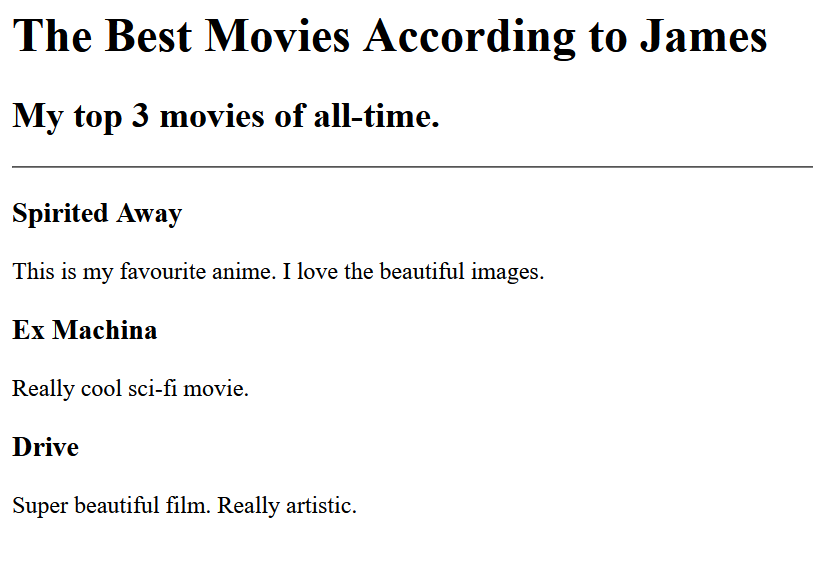 The Best Movies According to James
My top 3 movies of all-time.
Spirited Away
This is my favourite anime. I love the beautiful images.
Ex Machina
Really cool sci-fi movie.
Drive
Super beautiful film. Really artistic.